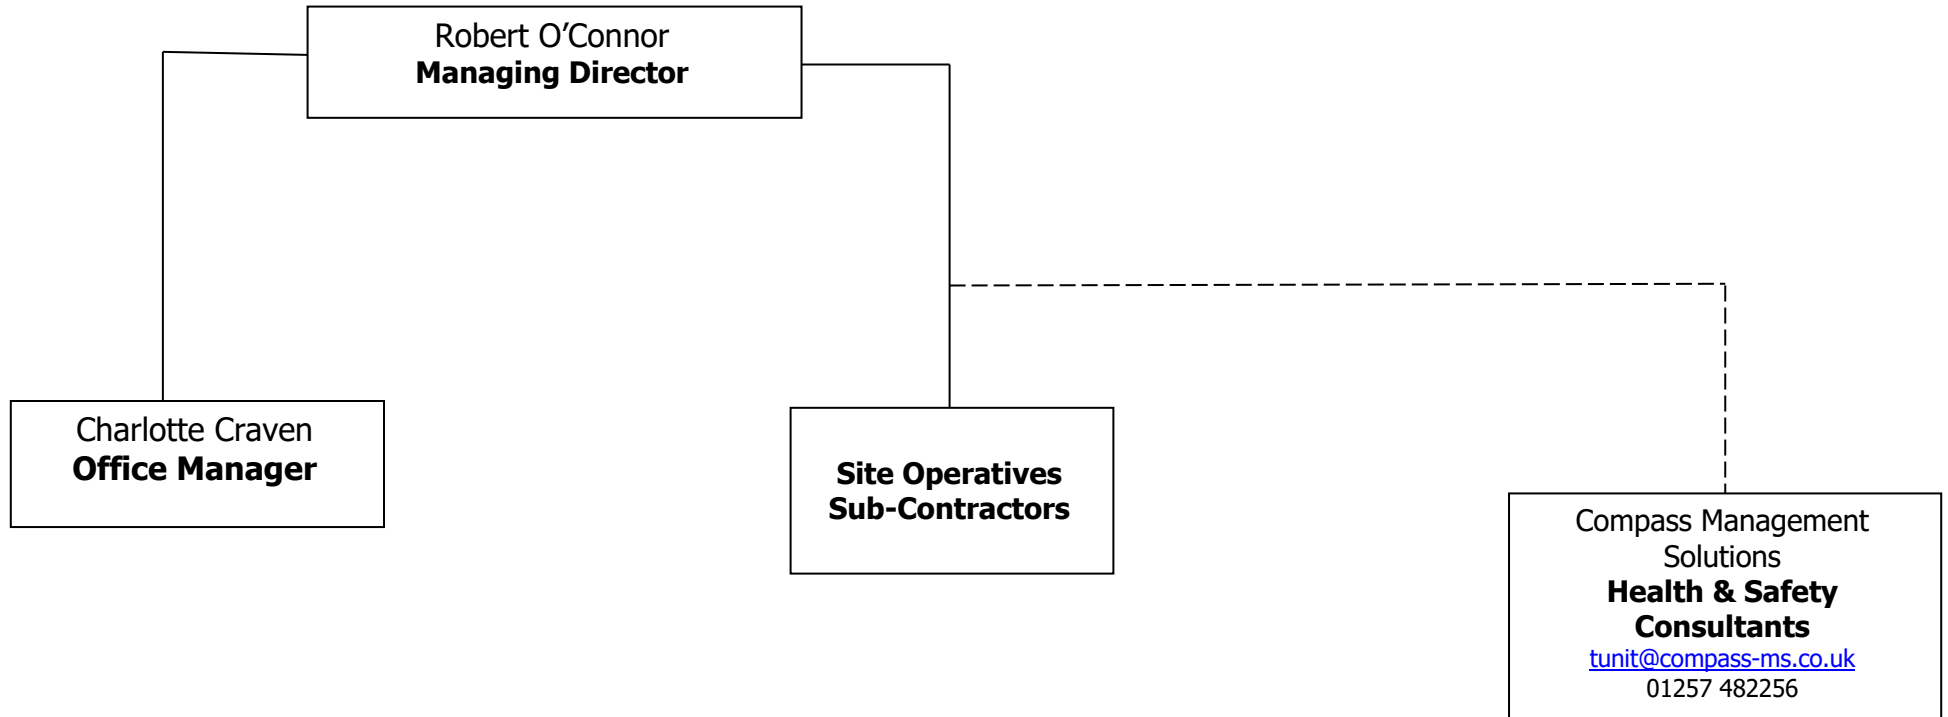 Robert O’Connor
Managing Director
Charlotte Craven
Office Manager
Site Operatives
Sub-Contractors
Compass Management
Solutions
Health & Safety
Consultants
tunit@compass-ms.co.uk
01257 482256